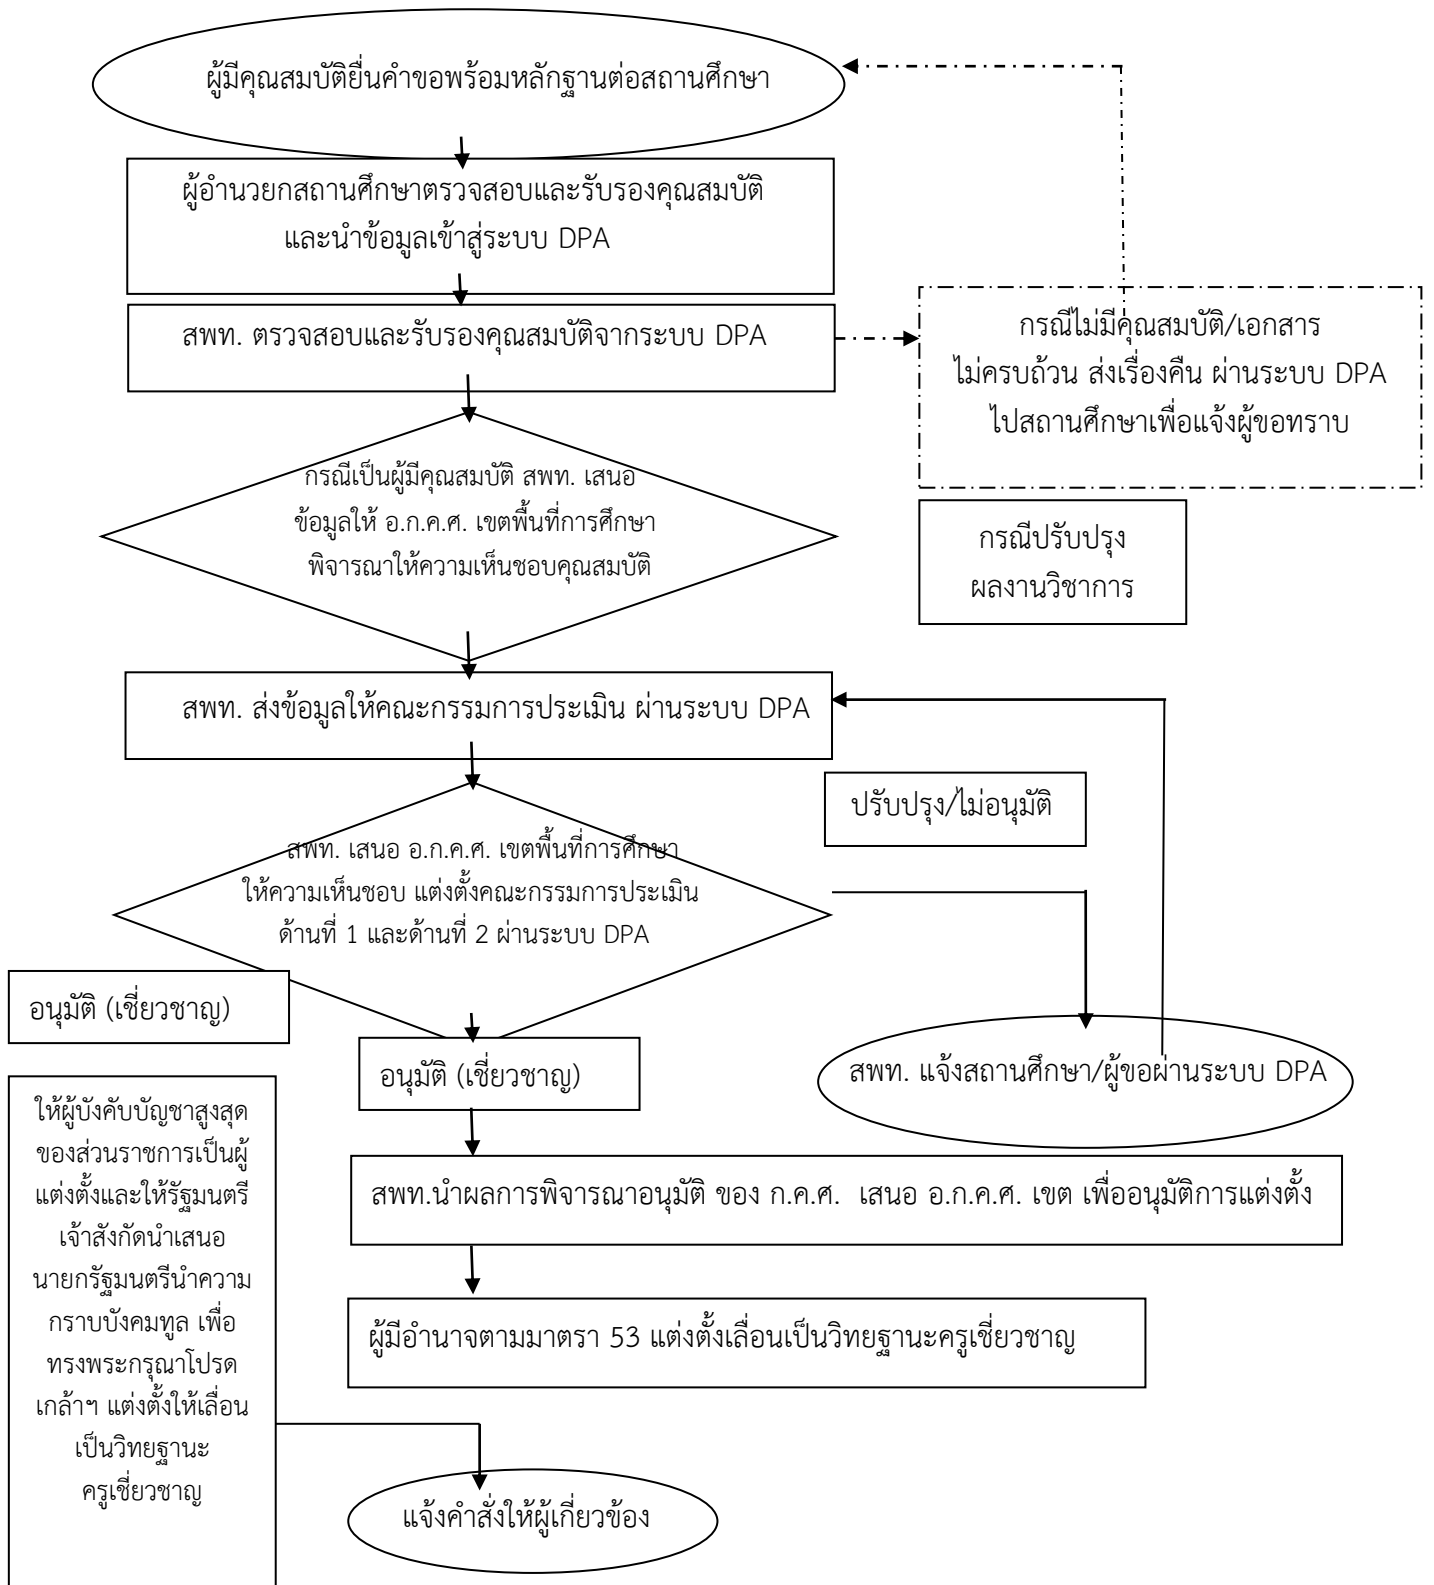 ผู้มีคุณสมบัติยื่นคำขอพร้อมหลักฐานต่อสถานศึกษา
ผู้อำนวยกสถานศึกษาตรวจสอบและรับรองคุณสมบัติ
และนำข้อมูลเข้าสู่ระบบ DPA
สพท. ตรวจสอบและรับรองคุณสมบัติจากระบบ DPA
กรณีไม่มีคุณสมบัติ/เอกสาร
ไม่ครบถ้วน ส่งเรื่องคืน ผ่านระบบ DPA
ไปสถานศึกษาเพื่อแจ้งผู้ขอทราบ
กรณีเป็นผู้มีคุณสมบัติ สพท. เสนอ
ข้อมูลให้ อ.ก.ค.ศ. เขตพื้นที่การศึกษา
พิจารณาให้ความเห็นชอบคุณสมบัติ
กรณีปรับปรุง
ผลงานวิชาการ
สพท. ส่งข้อมูลให้คณะกรรมการประเมิน ผ่านระบบ DPA
ปรับปรุง/ไม่อนุมัติ
สพท. เสนอ อ.ก.ค.ศ. เขตพื้นที่การศึกษา
ให้ความเห็นชอบ แต่งตั้งคณะกรรมการประเมิน
ด้านที่ 1 และด้านที่ 2 ผ่านระบบ DPA
อนุมัติ (เชี่ยวชาญ)
อนุมัติ (เชี่ยวชาญ)
สพท. แจ้งสถานศึกษา/ผู้ขอผ่านระบบ DPA
ให้ผู้บังคับบัญชาสูงสุด
ของส่วนราชการเป็นผู้
แต่งตั้งและให้รัฐมนตรี
เจ้าสังกัดนำเสนอ
นายกรัฐมนตรีนำความ
กราบบังคมทูล เพื่อ
ทรงพระกรุณาโปรด
เกล้าฯ แต่งตั้งให้เลื่อน
เป็นวิทยฐานะ
ครูเชี่ยวชาญ
สพท.นำผลการพิจารณาอนุมัติ ของ ก.ค.ศ. เสนอ อ.ก.ค.ศ. เขต เพื่ออนุมัติการแต่งตั้ง
ผู้มีอำนาจตามมาตรา 53 แต่งตั้งเลื่อนเป็นวิทยฐานะครูเชี่ยวชาญ
แจ้งคำสั่งให้ผู้เกี่ยวข้อง